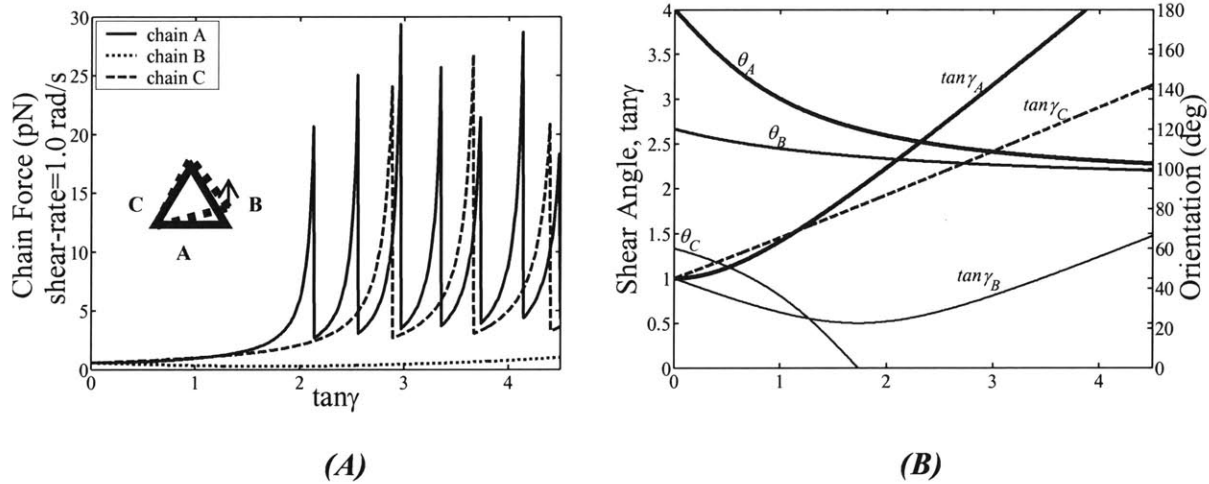 30
25
20
15
10
5
0
0
1
2
3
4
Chain Force (pN)
shear-rate=1.0 rad/s
tanγ
chain A
chain B
chain C
C
B
A
(A)
4
3.5
3
2.5
2
1.5
1
0.5
0
0
1
2
3
4
Shear Angle, tanγ
180
160
140
120
100
80
60
40
20
0
Orientation (deg)
θA
θB
θC
tanγA
tanγC
tanγB
(B)